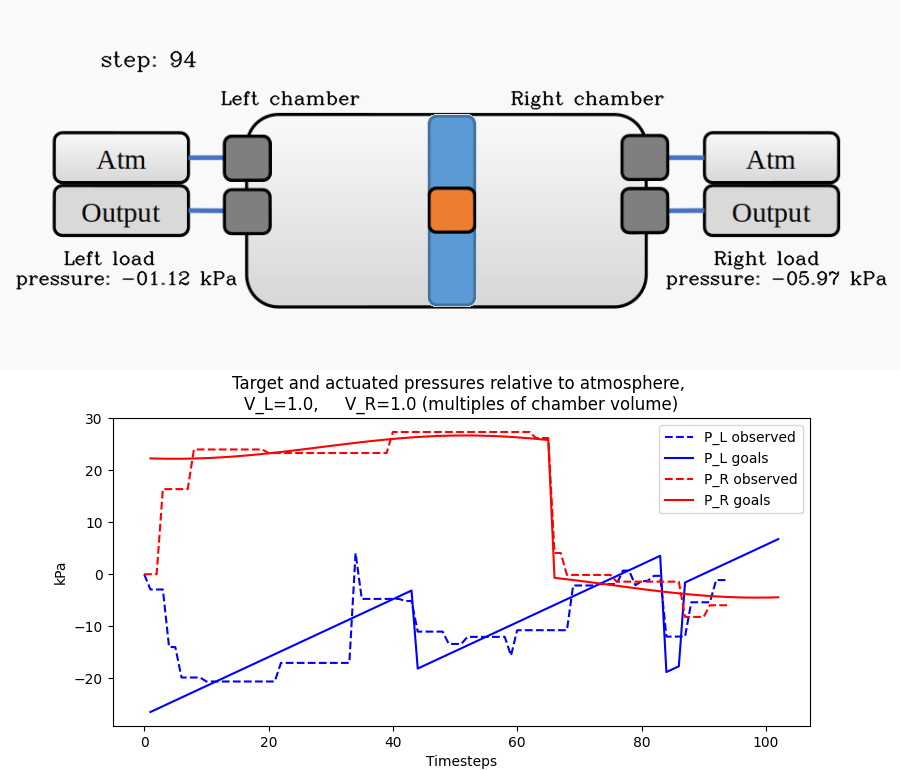 step: 94
Left chamber
Right chamber
Atm
Atm
Output
Output
Left load
pressure: -01.12 kPa
Right load
pressure: -05.97 kPa
Target and actuated pressures relative to atmosphere,
V_L=1.0, V_R=1.0 (multiples of chamber volume)
30
20
10
0
−10
−20
kPa
P_L observed
P_L goals
P_R observed
P_R goals
0 20 40 60 80 100
Timesteps